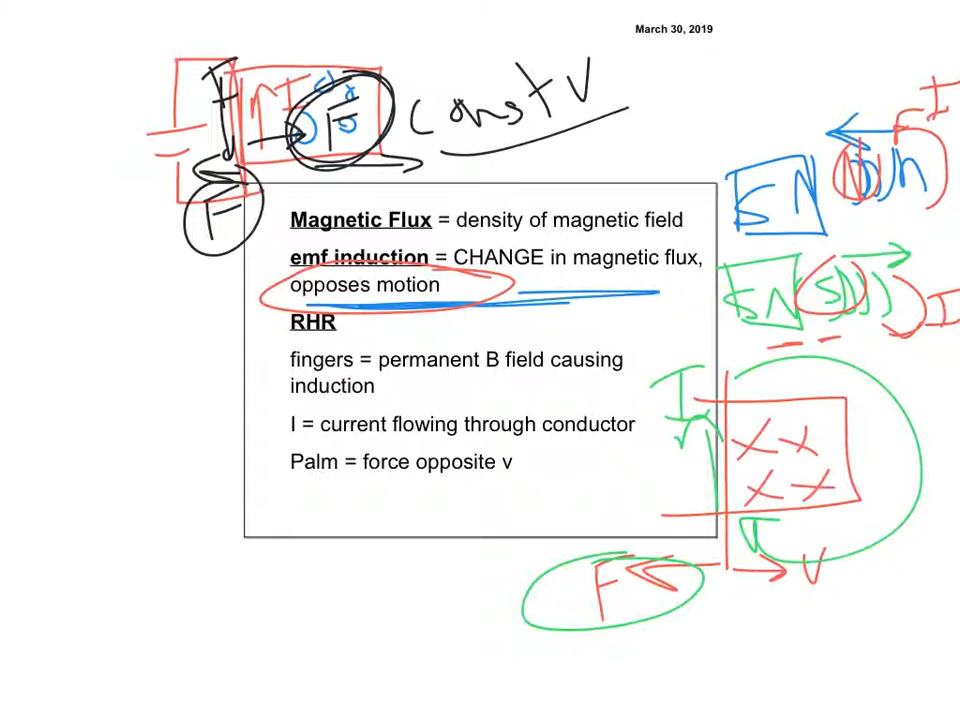 March 30, 2019
const v
I
F
F
Magnetic Flux = density of magnetic field
emf induction = CHANGE in magnetic flux,
opposes motion
RHR
fingers = permanent B field causing
induction
I = current flowing through conductor
Palm = force opposite v
I
S N
N
I
S N
S
I
I
X X
X X
F
V